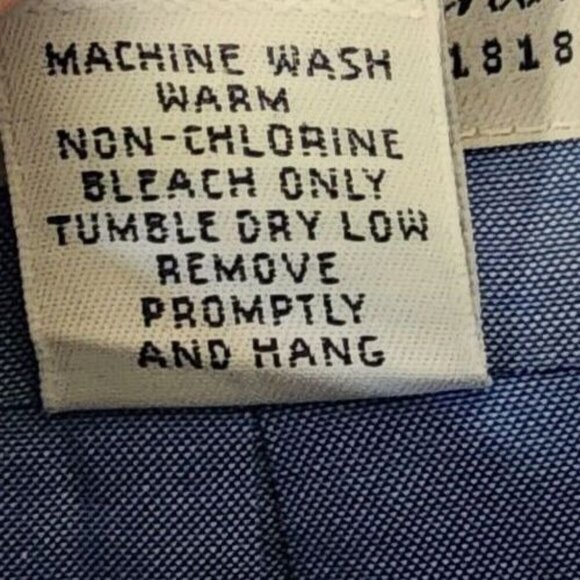 MACHINE WASH
WARM
NON-CHLORINE
BLEACH ONLY
TUMBLE DRY LOW
REMOVE
PROMPTLY
AND HANG
1818